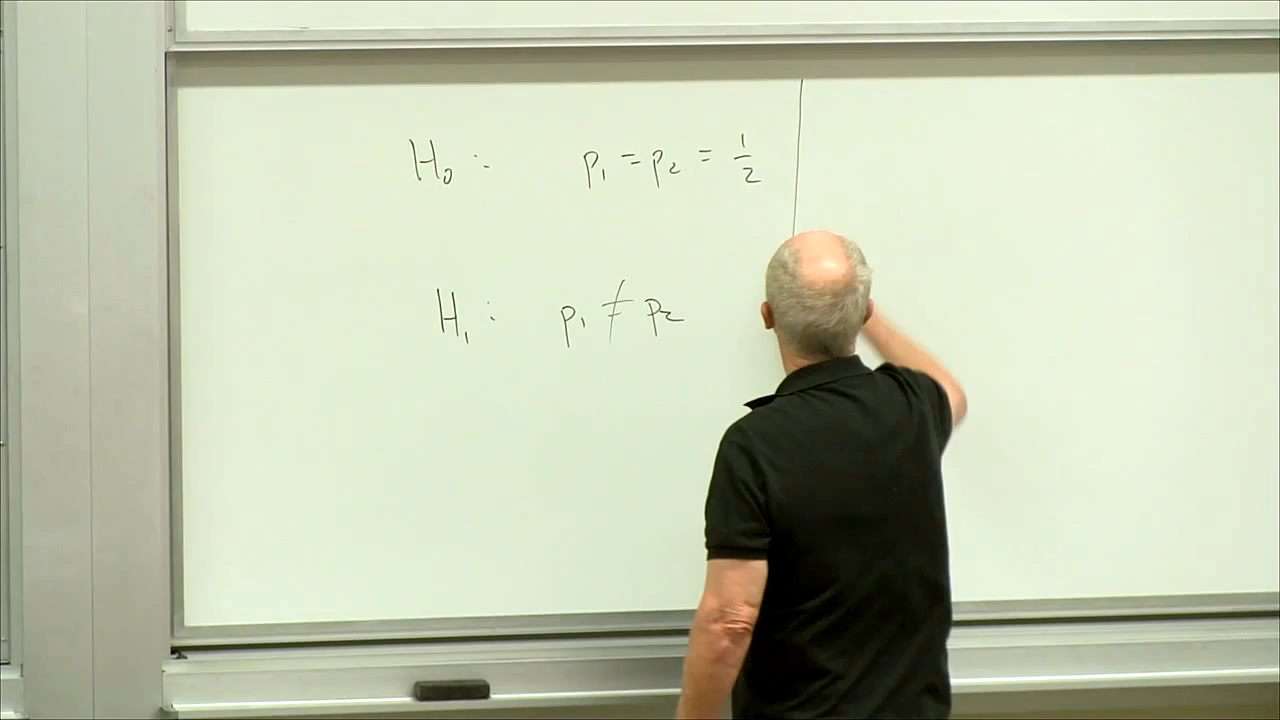 H₀ : p₁ = p₂ = 1/2
H₁ : p₁ ≠ p₂